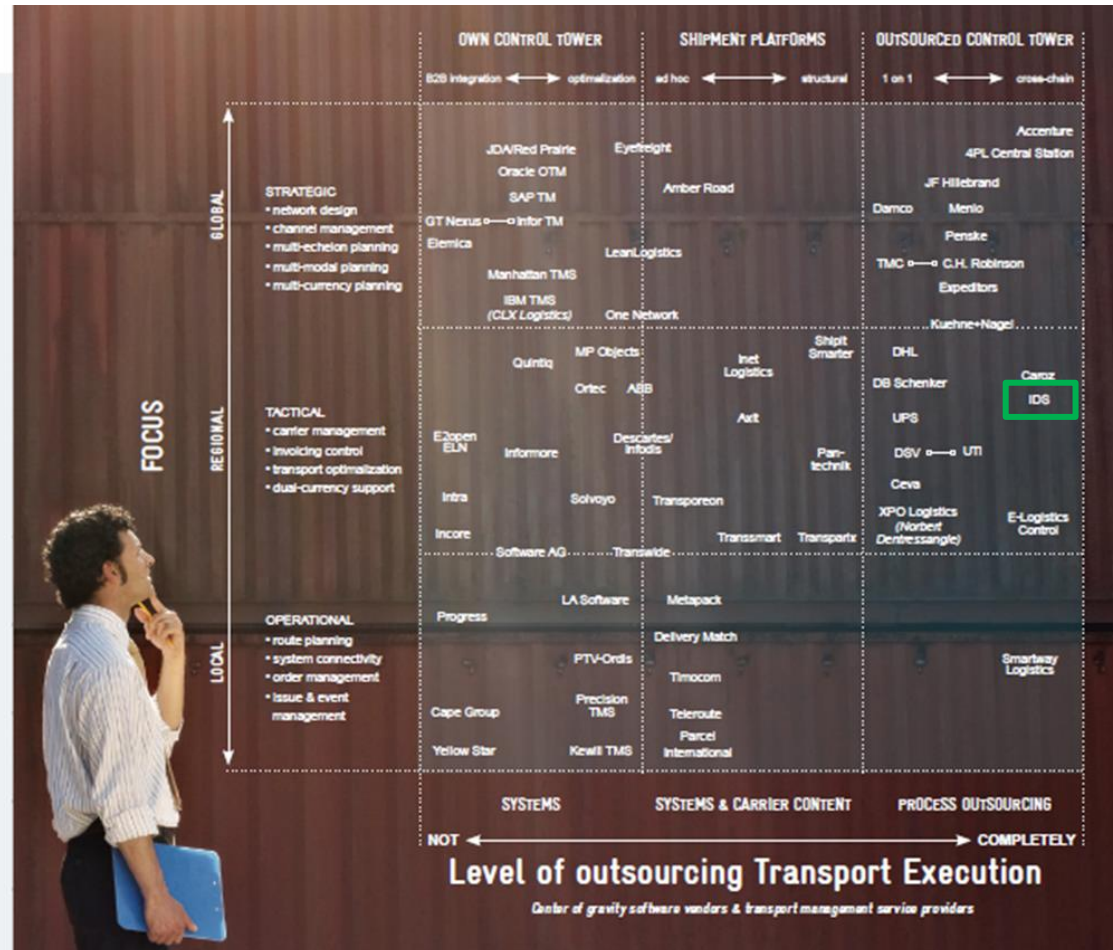 OWN CONTROL TOWER
SHIPMENT PLATFORMS
OUTSOURCED CONTROL TOWER
B2B integration
optimalization
ad hoc
structural
1 on 1
cross-chain
FOCUS
GLOBAL
STRATEGIC
• network design
• channel management
• multi-echelon planning
• multi-modal planning
• multi-currency planning
JDA/Red Prairie
Eyefreight
Oracle OTM
SAP TM
GT Nexus
Infor TM
Elemica
LeanLogistics
Manhattan TMS
IBM TMS
(CLX Logistics)
One Network
Amber Road
Accenture
4PL Central Station
JF Hillebrand
Damco
Menlo
Penske
TMC
C.H. Robinson
Expeditors
Kuehne+Nagel
REGIONAL
TACTICAL
• carrier management
• invoicing control
• transport optimalization
• dual-currency support
Quintiq
MP Objects
Ortec
ABB
E2open
ELN
Informore
Descartes/
Infodis
Intra
Solvoyo
Incore
Software AG
Transwide
Shipit
Smarter
Inet
Logistics
Axit
Pan-
technik
Transporeon
Transsmart
Transpartx
DHL
Caroz
DB Schenker
IDS
UPS
DSV
UTI
Ceva
XPO Logistics
(Norbert
Dentressangle)
E-Logistics
Control
LOCAL
OPERATIONAL
• route planning
• system connectivity
• order management
• issue & event
management
LA Software
Progress
PTV-Ordis
Precision
TMS
Cape Group
Yellow Star
Kewill TMS
Metapack
Delivery Match
Timocom
Teleroute
Parcel
International
Smartway
Logistics
SYSTEMS
SYSTEMS & CARRIER CONTENT
PROCESS OUTSOURCING
NOT
COMPLETELY
Level of outsourcing Transport Execution
Center of gravity software vendors & transport management service providers